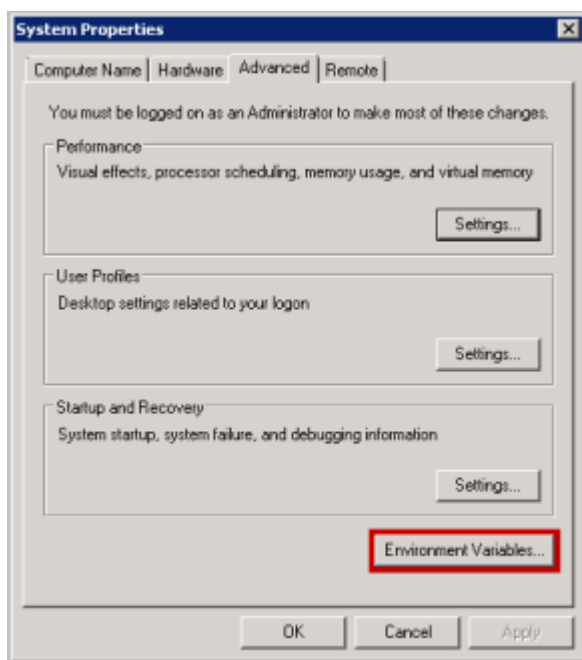 System Properties
Computer Name Hardware Advanced Remote
You must be logged on as an Administrator to make most of these changes.
Performance
Visual effects, processor scheduling, memory usage, and virtual memory
Settings...
User Profiles
Desktop settings related to your logon
Settings...
Startup and Recovery
System startup, system failure, and debugging information
Settings...
Environment Variables...
OK Cancel Apply